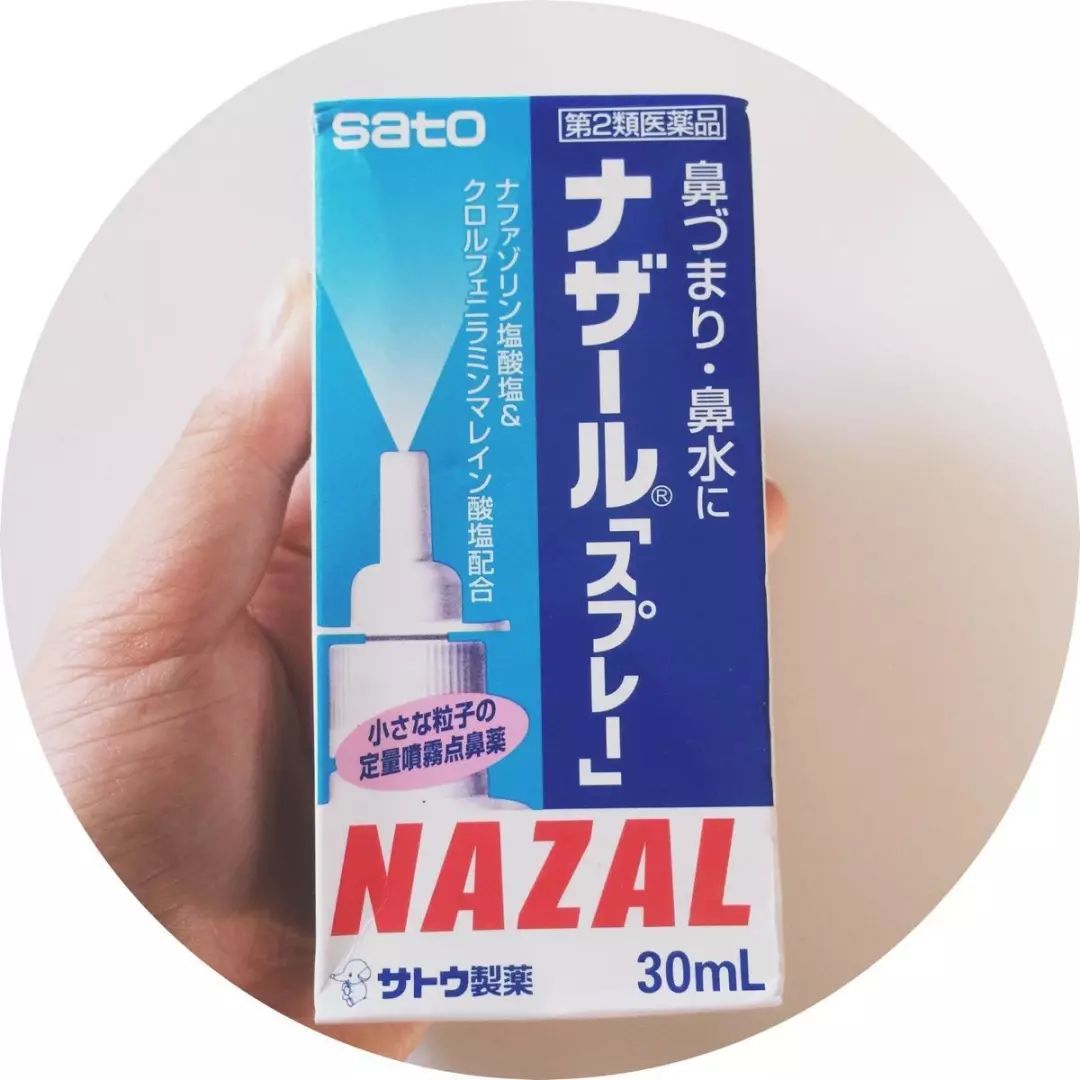 sato
第2類医薬品
鼻づまり・鼻水に
ナザール®「スプレー」
ナファゾリン塩酸塩&
クロルフェニラミンマレイン酸塩配合
小さな粒子の
定量噴霧点鼻薬
NAZAL
サトウ製薬
30mL